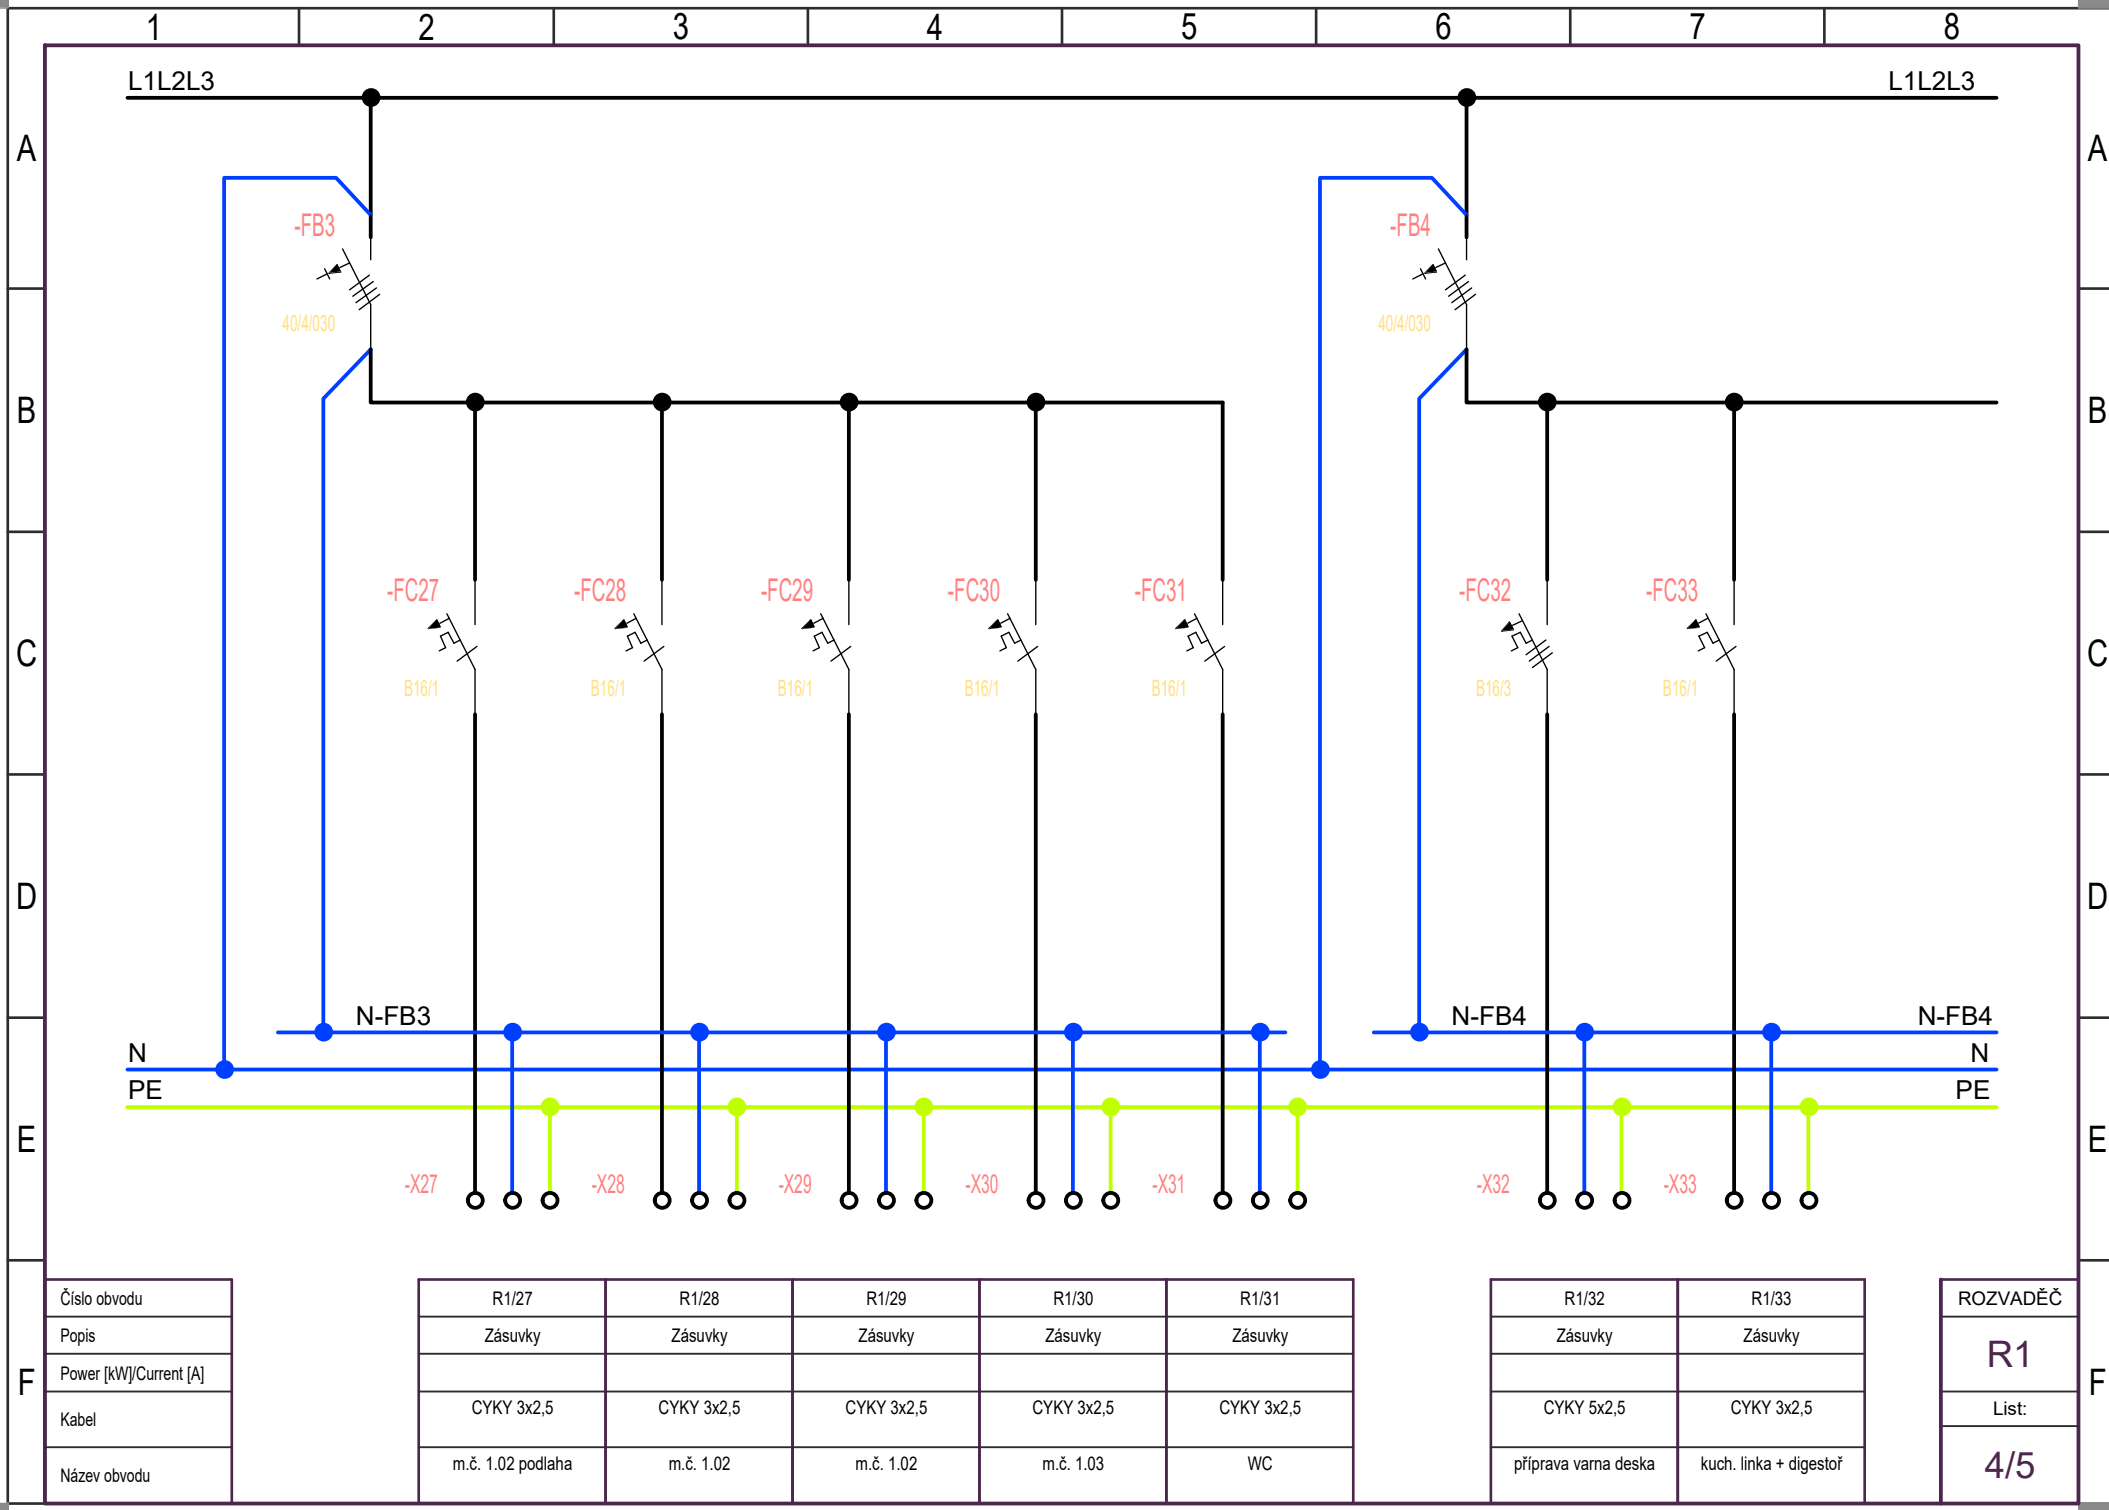 1 2 3 4 5 6 7 8
L1L2L3 L1L2L3
A A
-FB3 -FB4
40/4/030 40/4/030
B B
-FC27 -FC28 -FC29 -FC30 -FC31 -FC32 -FC33
C C
B16/1 B16/1 B16/1 B16/1 B16/1 B16/3 B16/1
D D
N-FB3 N-FB4 N-FB4
N N
PE PE
E E
-X27 -X28 -X29 -X30 -X31 -X32 -X33
Číslo obvodu R1/27 R1/28 R1/29 R1/30 R1/31 R1/32 R1/33 ROZVADĚČ
Popis Zásuvky Zásuvky Zásuvky Zásuvky Zásuvky Zásuvky Zásuvky
R1
Power [kW]/Current [A]
F F
Kabel CYKY 3x2,5 CYKY 3x2,5 CYKY 3x2,5 CYKY 3x2,5 CYKY 3x2,5 CYKY 5x2,5 CYKY 3x2,5 List:
Název obvodu m.č. 1.02 podlaha m.č. 1.02 m.č. 1.02 m.č. 1.03 WC příprava varna deska kuch. linka + digestoř 4/5